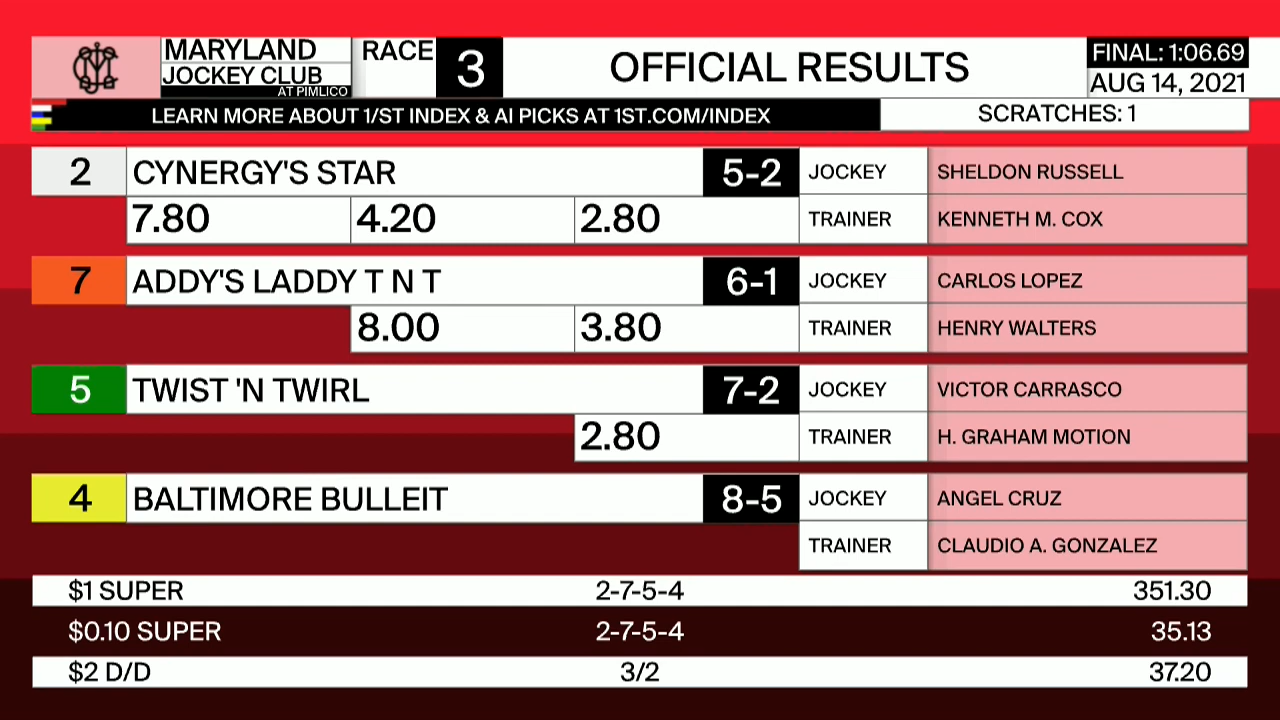 MARYLAND
JOCKEY CLUB
AT PIMLICO
RACE 3
OFFICIAL RESULTS
FINAL: 1:06.69
AUG 14, 2021
LEARN MORE ABOUT 1/ST INDEX & AI PICKS AT 1ST.COM/INDEX
SCRATCHES: 1
2 CYNERGY'S STAR 5-2 JOCKEY SHELDON RUSSELL
7.80 4.20 2.80 TRAINER KENNETH M. COX
7 ADDY'S LADDY T N T 6-1 JOCKEY CARLOS LOPEZ
8.00 3.80 TRAINER HENRY WALTERS
5 TWIST 'N TWIRL 7-2 JOCKEY VICTOR CARRASCO
2.80 TRAINER H. GRAHAM MOTION
4 BALTIMORE BULLEIT 8-5 JOCKEY ANGEL CRUZ
TRAINER CLAUDIO A. GONZALEZ
$1 SUPER 2-7-5-4 351.30
$0.10 SUPER 2-7-5-4 35.13
$2 D/D 3/2 37.20